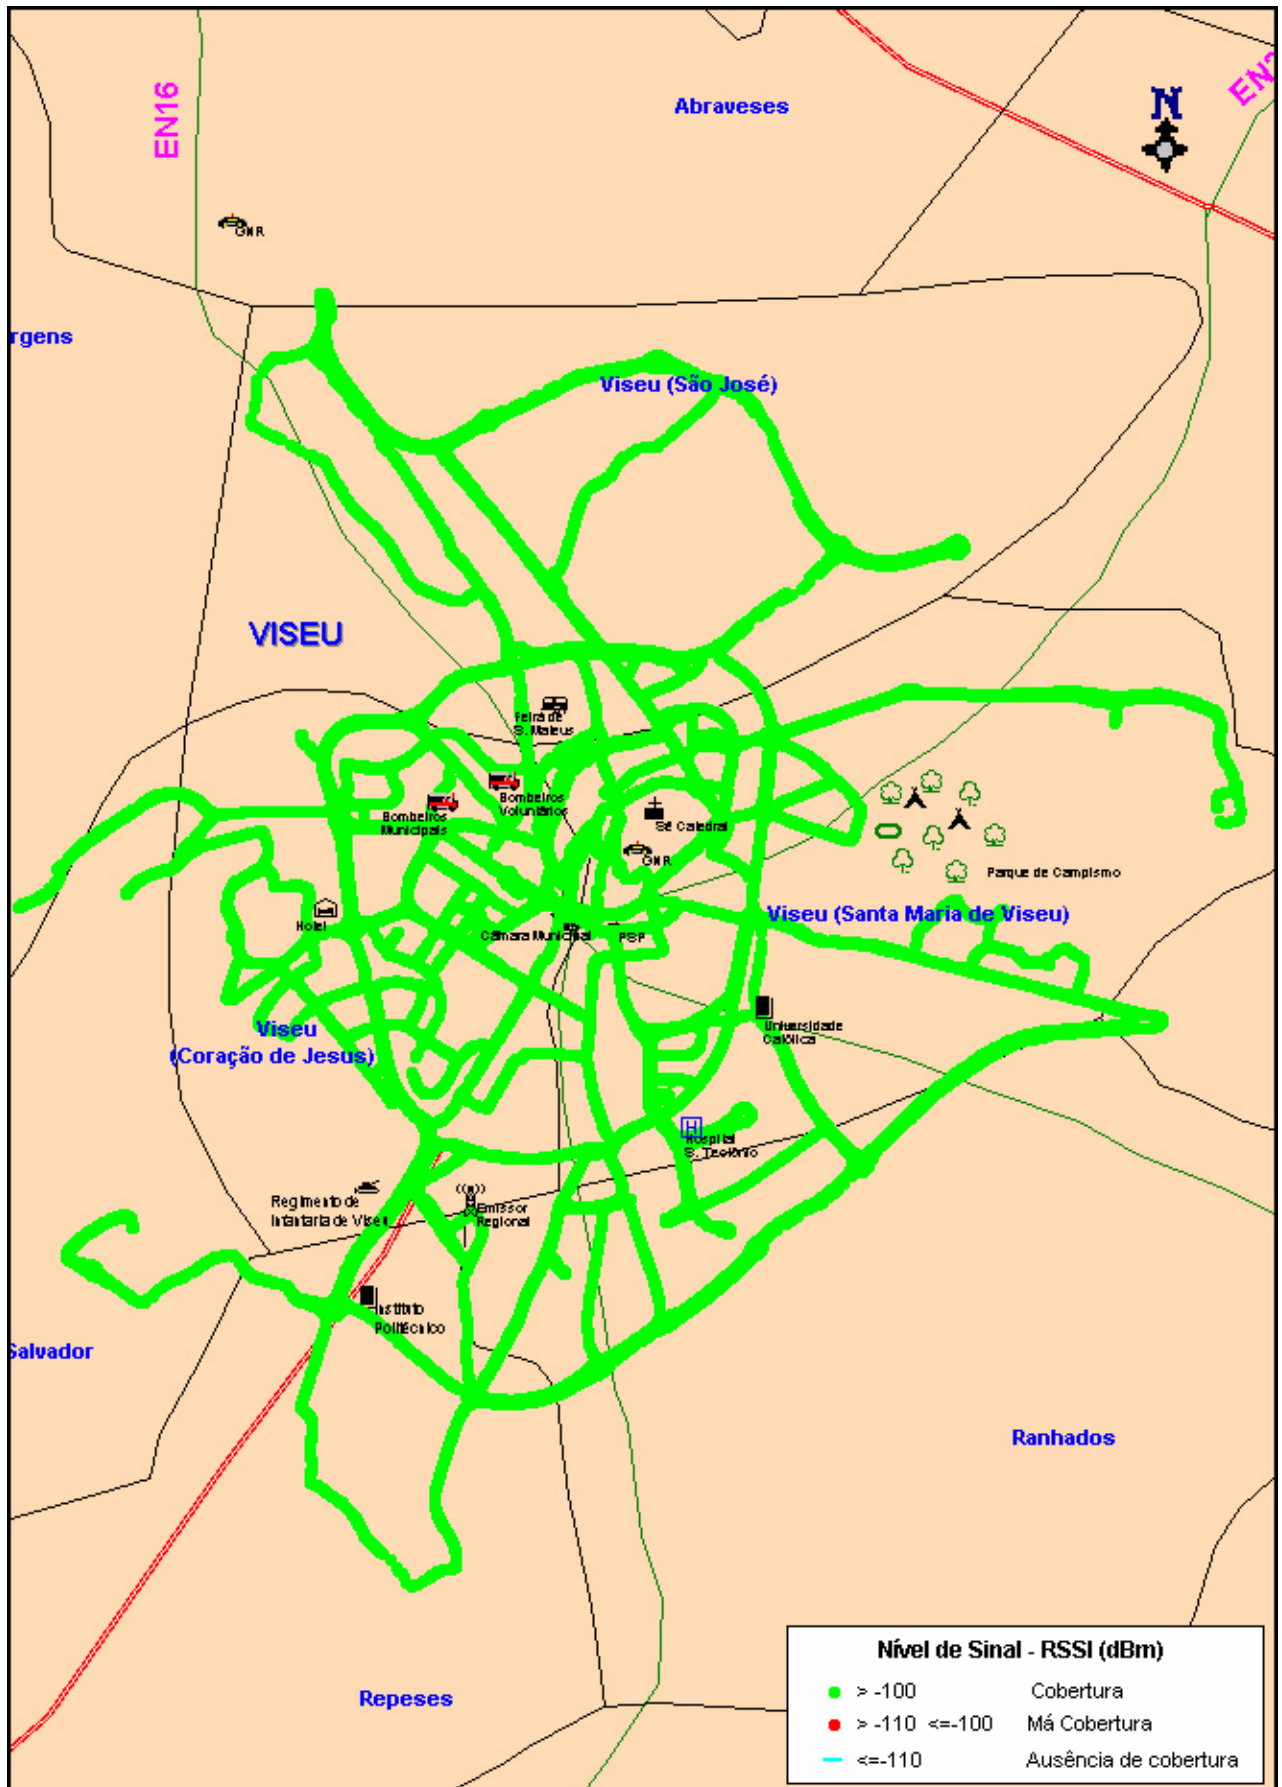 EN16
Abraveses
N
GNR
rgens
Viseu (São José)
VISEU
Feira de
S. Mateus
Bombeiros
Voluntários
Bombeiros
Municipais
Sé Catedral
GNR
Parque de Campismo
Viseu (Santa Maria de Viseu)
Hotel
Câmara Municipal
PSP
Universidade
Católica
Viseu
(Coração de Jesus)
H
Hospital
S. Teotónio
Regimento de
Infantaria de Viseu
Emissor
Regional
Instituto
Politécnico
Salvador
Ranhados
Repeses
Nível de Sinal - RSSI (dBm)
> -100 Cobertura
> -110 <=-100 Má Cobertura
<=-110 Ausência de cobertura